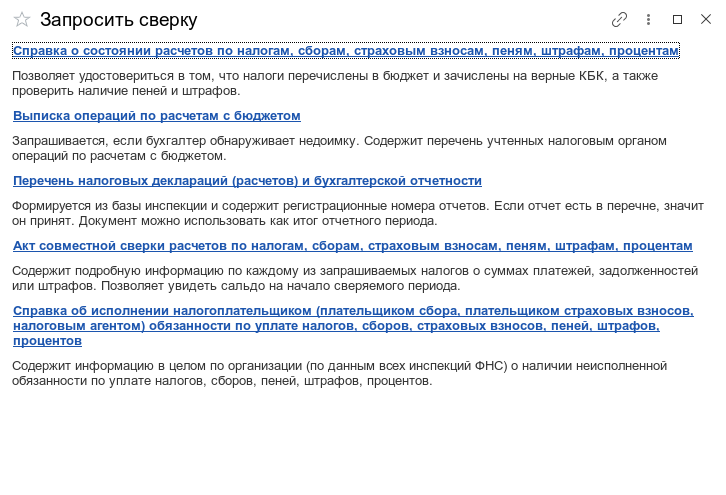 Запросить сверку
Справка о состоянии расчетов по налогам, сборам, страховым взносам, пеням, штрафам, процентам
Позволяет удостовериться в том, что налоги перечислены в бюджет и зачислены на верные КБК, а также
проверить наличие пеней и штрафов.
Выписка операций по расчетам с бюджетом
Запрашивается, если бухгалтер обнаруживает недоимку. Содержит перечень учтенных налоговым органом
операций по расчетам с бюджетом.
Перечень налоговых деклараций (расчетов) и бухгалтерской отчетности
Формируется из базы инспекции и содержит регистрационные номера отчетов. Если отчет есть в перечне, значит
он принят. Документ можно использовать как итог отчетного периода.
Акт совместной сверки расчетов по налогам, сборам, страховым взносам, пеням, штрафам, процентам
Содержит подробную информацию по каждому из запрашиваемых налогов о суммах платежей, задолженностей
или штрафов. Позволяет увидеть сальдо на начало сверяемого периода.
Справка об исполнении налогоплательщиком (плательщиком сбора, плательщиком страховых взносов,
налоговым агентом) обязанности по уплате налогов, сборов, страховых взносов, пеней, штрафов,
процентов
Содержит информацию в целом по организации (по данным всех инспекций ФНС) о наличии неисполненной
обязанности по уплате налогов, сборов, пеней, штрафов, процентов.